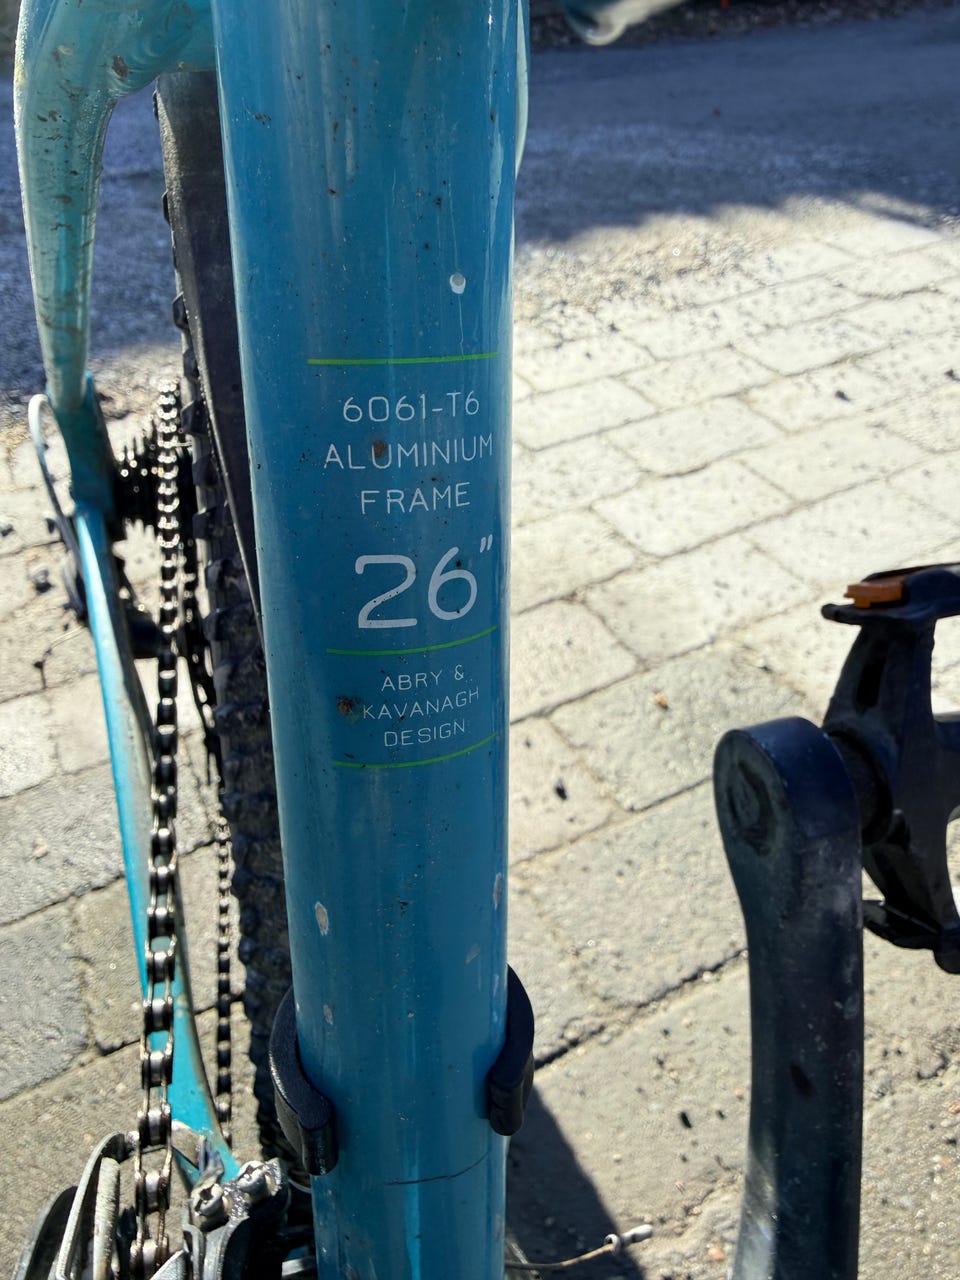 6061-T6
ALUMINIUM
FRAME
26"
ABRY &
KAVANAGH
DESIGN